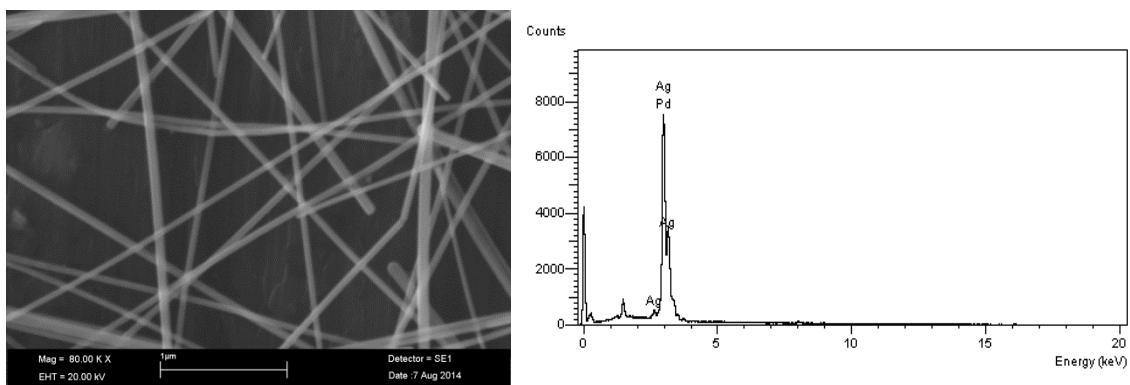 Mag = 80.00 K X
1µm
Detector = SE1
EHT = 20.00 kV
Date :7 Aug 2014
Counts
Ag
Pd
8000
6000
4000
Ag
2000
Ag
0
0 5 10 15 20
Energy (keV)